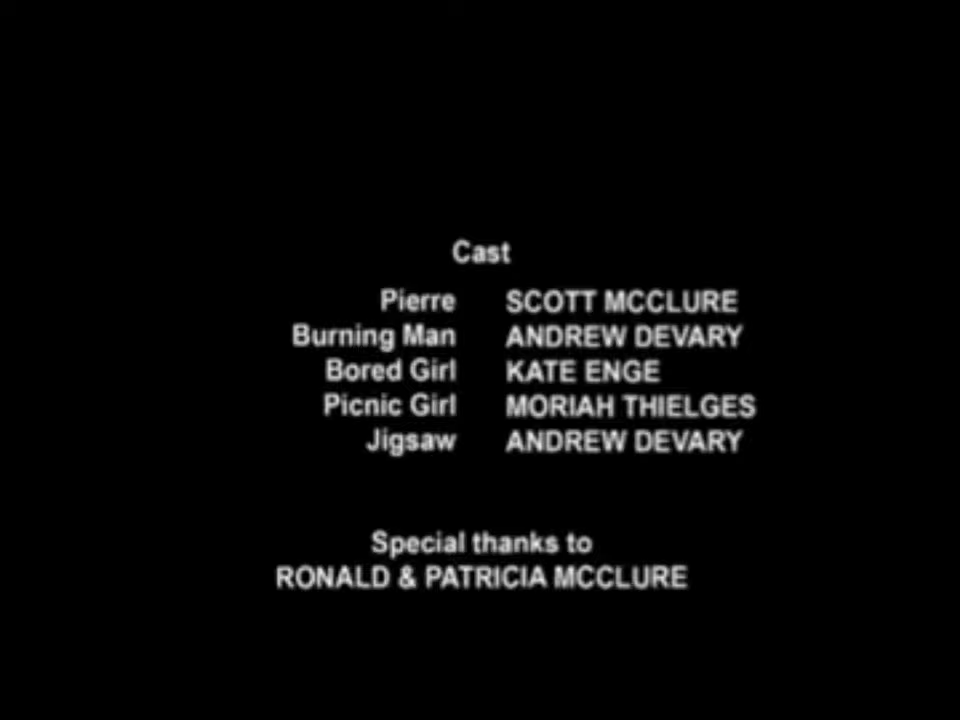 Cast
Pierre SCOTT MCCLURE
Burning Man ANDREW DEVARY
Bored Girl KATE ENGE
Picnic Girl MORIAH THIELGES
Jigsaw ANDREW DEVARY
Special thanks to
RONALD & PATRICIA MCCLURE